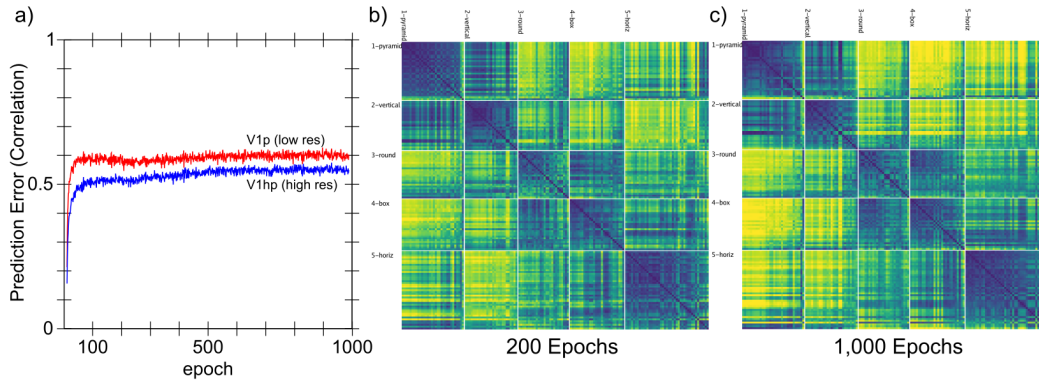 a)
Prediction Error (Correlation)
1
0.5
0
V1p (low res)
V1hp (high res)
100
500
1000
epoch
b)
1-pyramid
2-vertical
3-round
4-box
5-horiz
1-pyramid
2-vertical
3-round
4-box
5-horiz
200 Epochs
c)
1-pyramid
2-vertical
3-round
4-box
5-horiz
1-pyramid
2-vertical
3-round
4-box
5-horiz
1,000 Epochs